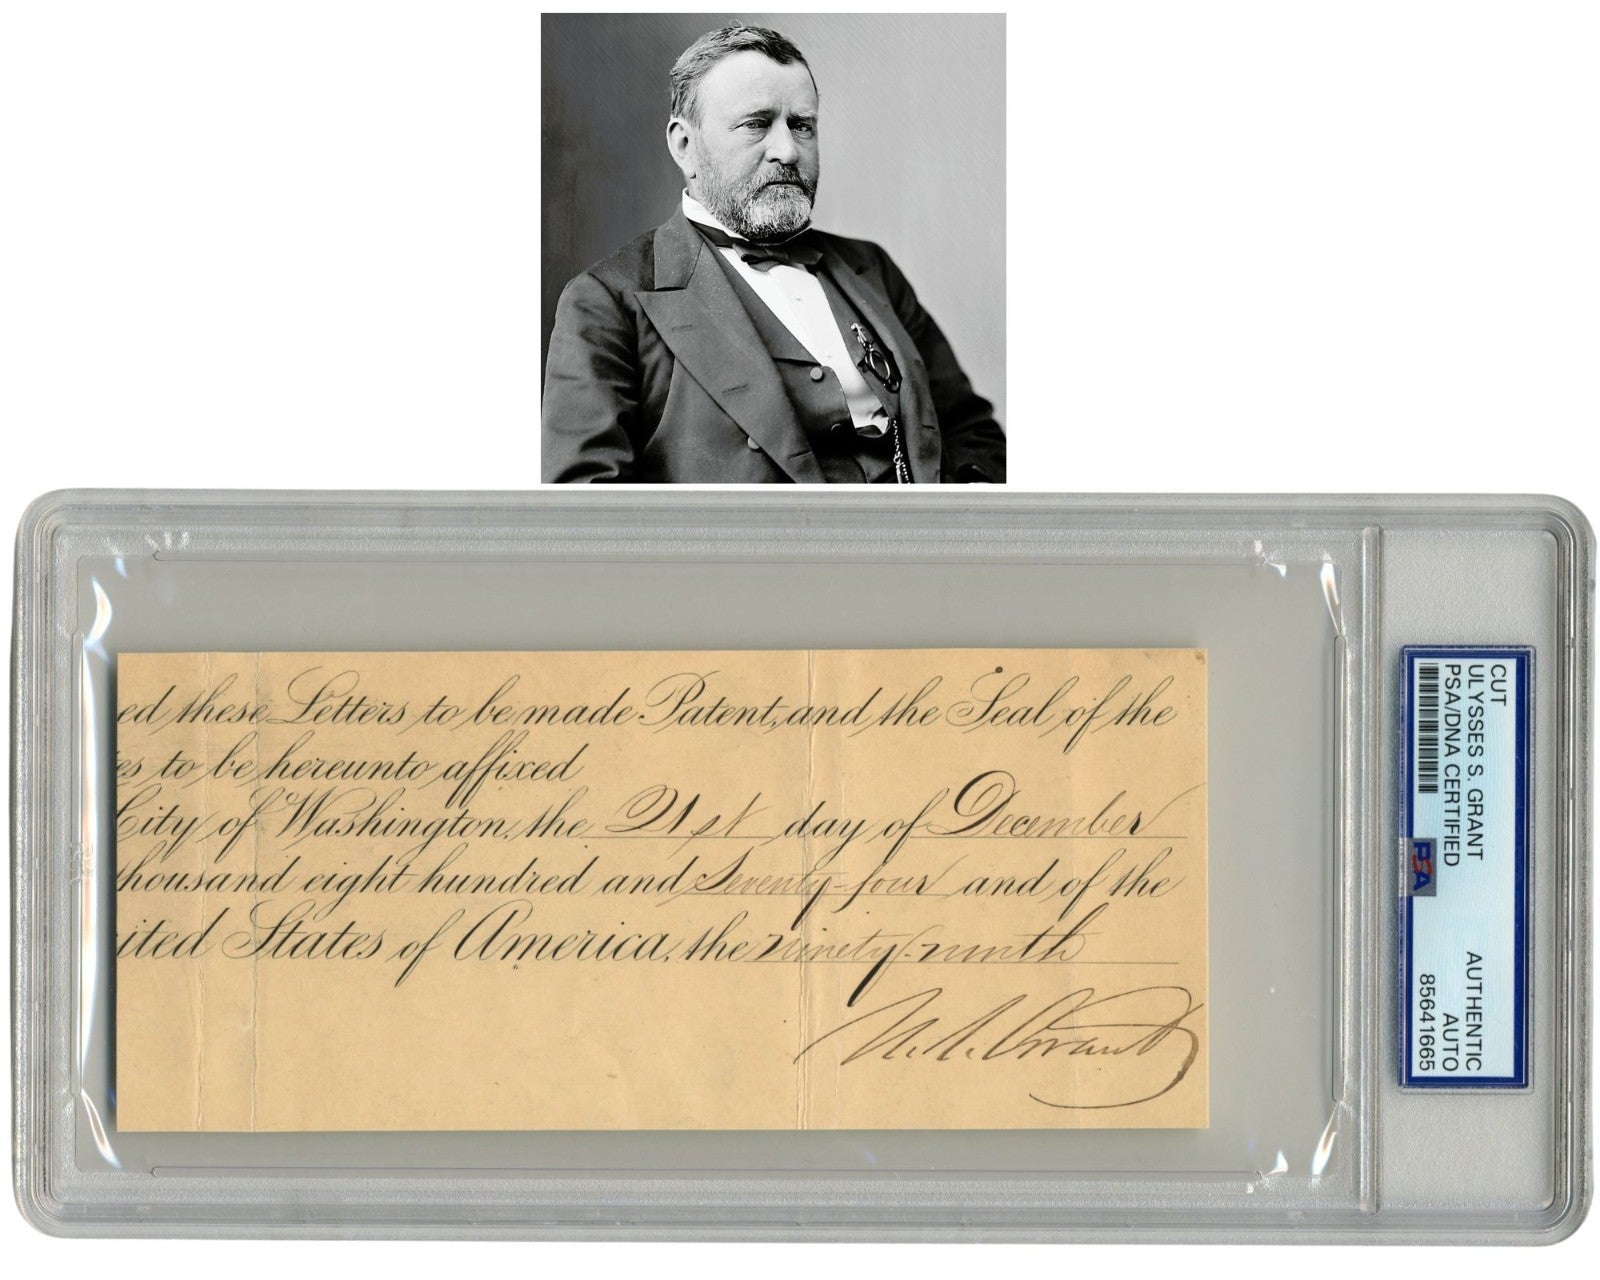 ed these Letters to be made Patent, and the Seal of the
es to be hereunto affixed
City of Washington, the 21st day of December
thousand eight hundred and Seventy-four and of the
ited States of America, the ninety-ninth
U. S. Grant
CUT
ULYSSES S. GRANT
PSA/DNA CERTIFIED
PSA
AUTHENTIC
AUTO
85641665